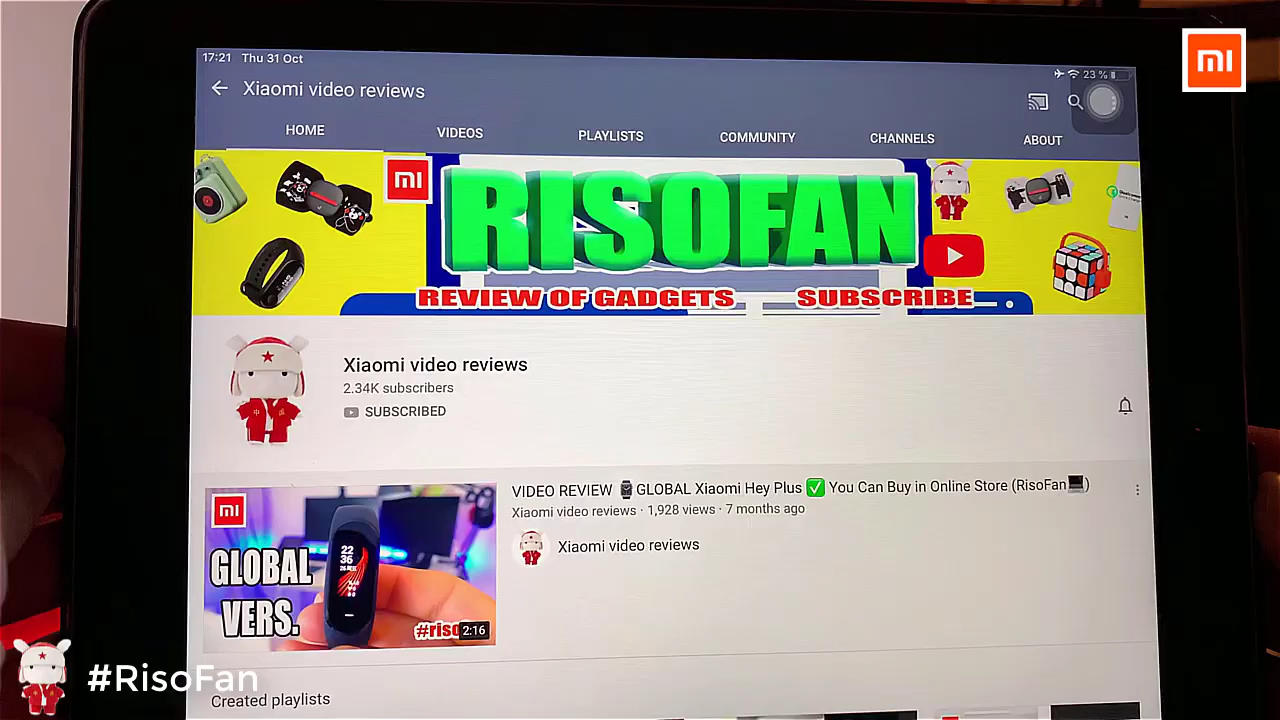 17:21 Thu 31 Oct
23 %
Xiaomi video reviews
HOME VIDEOS PLAYLISTS COMMUNITY CHANNELS ABOUT
mi
mi
RISOFAN
REVIEW OF GADGETS SUBSCRIBE
Xiaomi video reviews
2.34K subscribers
SUBSCRIBED
mi
GLOBAL
VERS.
22
36
#riso
2:16
VIDEO REVIEW ⌚GLOBAL Xiaomi Hey Plus ✅ You Can Buy in Online Store (RisoFan💻)
Xiaomi video reviews · 1,928 views · 7 months ago
Xiaomi video reviews
#RisoFan
Created playlists